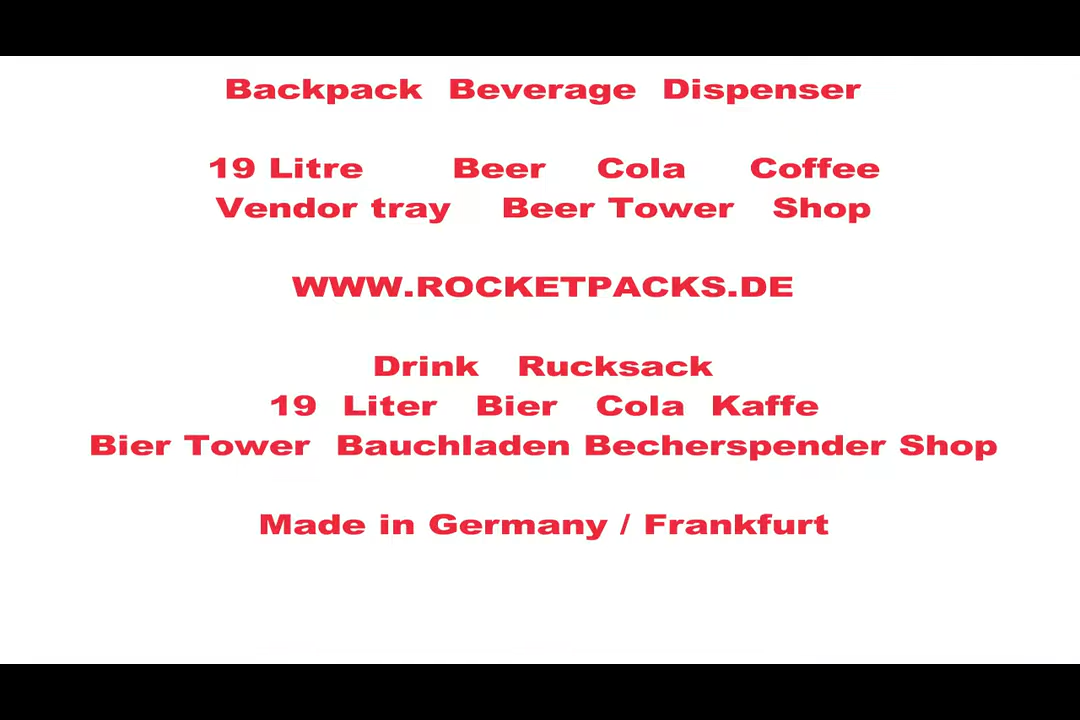 Backpack Beverage Dispenser
19 Litre Beer Cola Coffee
Vendor tray Beer Tower Shop
WWW.ROCKETPACKS.DE
Drink Rucksack
19 Liter Bier Cola Kaffe
Bier Tower Bauchladen Becherspender Shop
Made in Germany / Frankfurt